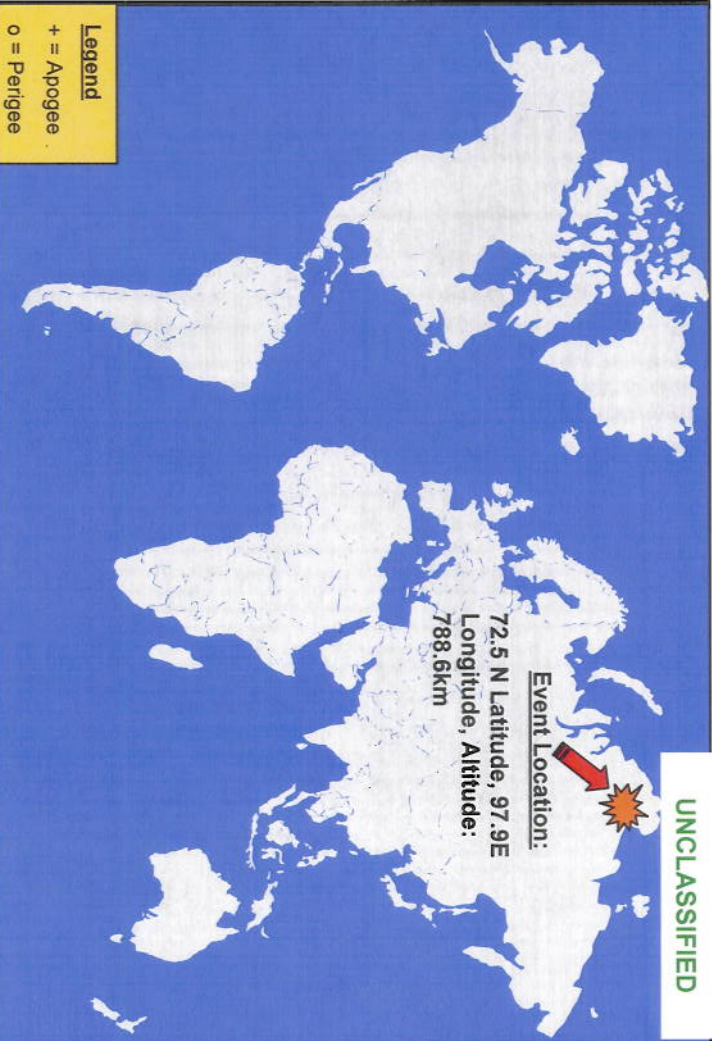 UNCLASSIFIED
Event Location:
72.5 N Latitude, 97.9E
Longitude, Altitude:
788.6km
Legend
+ = Apogee
o = Perigee